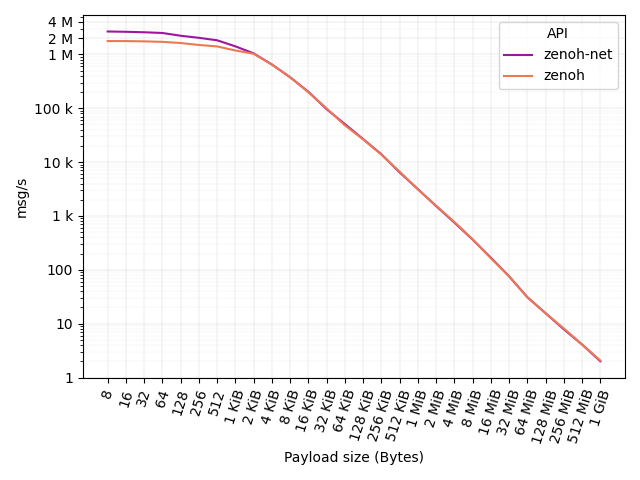 API
zenoh-net
zenoh
4 M
2 M
1 M
100 k
10 k
1 k
100
10
1
msg/s
8
16
32
64
128
256
512
1 KiB
2 KiB
4 KiB
8 KiB
16 KiB
32 KiB
64 KiB
128 KiB
256 KiB
512 KiB
1 MiB
2 MiB
4 MiB
8 MiB
16 MiB
32 MiB
64 MiB
128 MiB
256 MiB
512 MiB
1 GiB
Payload size (Bytes)